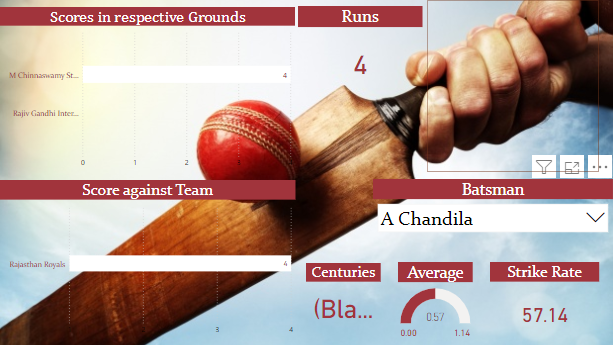 Scores in respective Grounds
Runs
M Chinnaswamy St...
4
4
Rajiv Gandhi Inter...
0 1 2 3 4
Score against Team
Batsman
A Chandila
Rajasthan Royals
4
3 4
Centuries
Average
Strike Rate
(Bla...
0.57
57.14
0.00
1.14